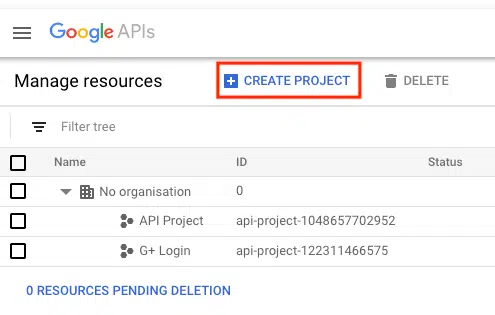 Google APIs
Manage resources CREATE PROJECT DELETE
Filter tree
Name ID Status
No organisation 0
API Project api-project-1048657702952
G+ Login api-project-122311466575
0 RESOURCES PENDING DELETION